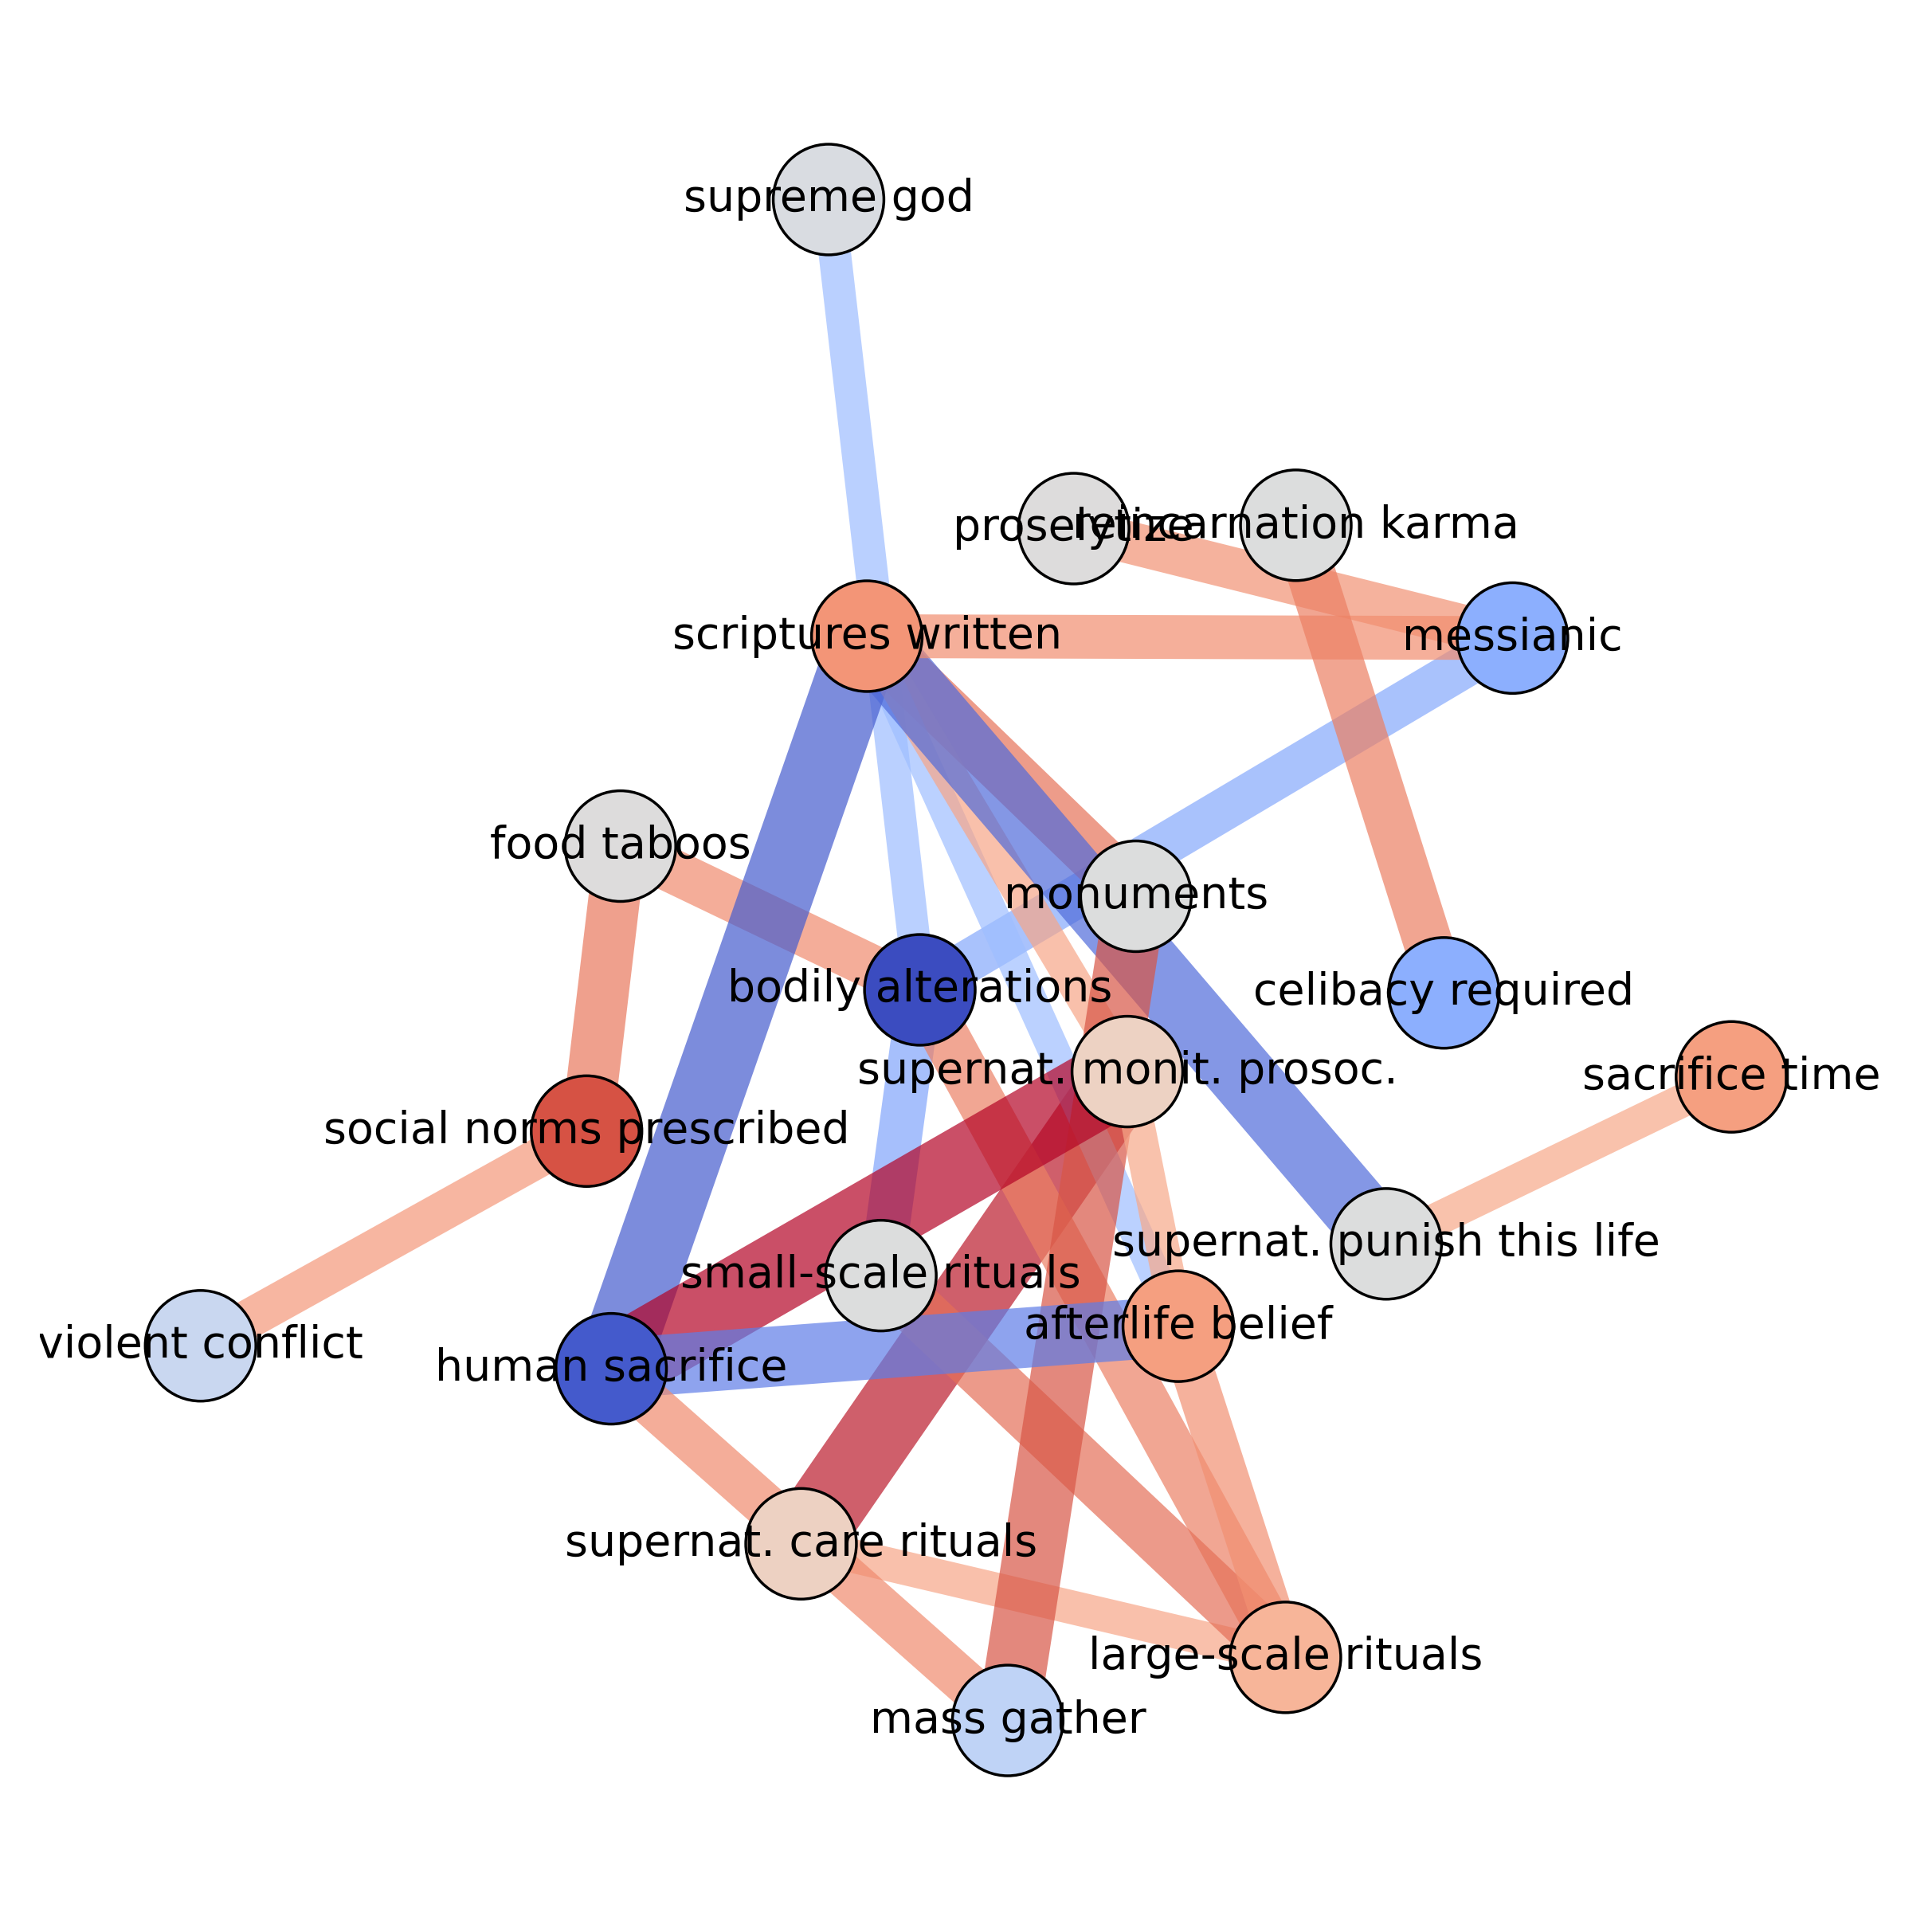 supreme god
proselytize
reincarnation karma
scriptures written
messianic
food taboos
monuments
bodily alterations
celibacy required
supernat. monit. prosoc.
sacrifice time
social norms prescribed
supernat. punish this life
small-scale rituals
afterlife belief
violent conflict
human sacrifice
supernat. care rituals
large-scale rituals
mass gather